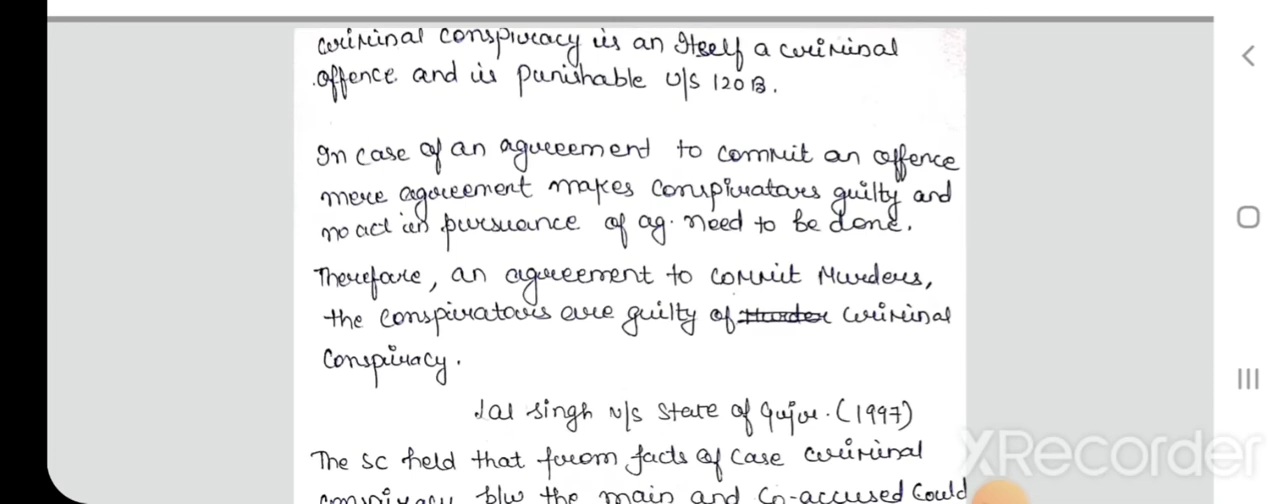 criminal conspiracy is an itself a criminal
offence and is punishable u/s 120 B.
In case of an agreement to commit an offence
mere agreement makes conspirators guilty and
no act in pursuance of ag. need to be done.
Therefore, an agreement to commit Murders,
the conspirators are guilty of Murder criminal
conspiracy.
Lal singh v/s State of Gujar. (1997)
The SC held that from facts of case criminal
conspiracy b/w the main and co-accused could
XRecorder